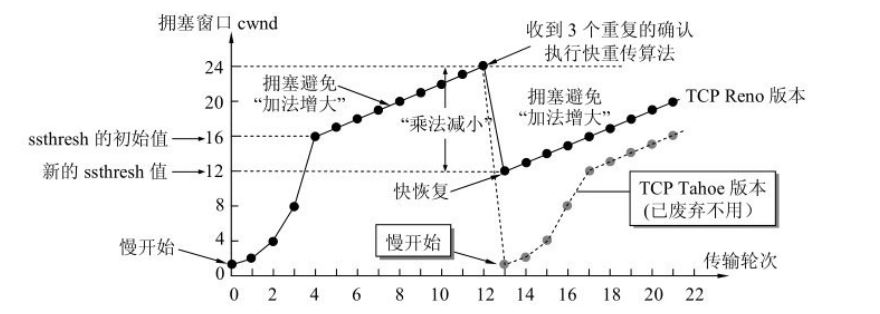 拥塞窗口 cwnd
收到 3 个重复的确认
执行快重传算法
24
拥塞避免
“加法增大”
20
拥塞避免
“加法增大”
TCP Reno 版本
“乘法减小”
ssthresh 的初始值
16
新的 ssthresh 值
12
快恢复
TCP Tahoe 版本
(已废弃不用）
8
慢开始
4
慢开始
传输轮次
0
0 2 4 6 8 10 12 14 16 18 20 22